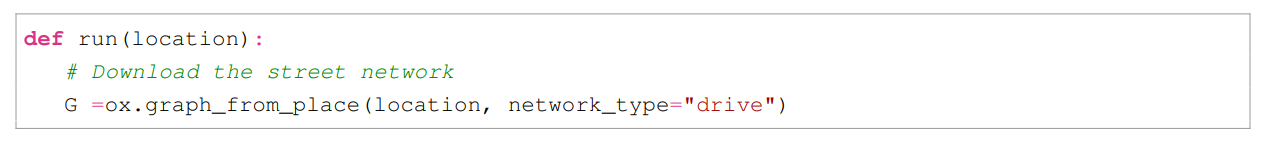 def run(location):
# Download the street network
G =ox.graph_from_place(location, network_type="drive")